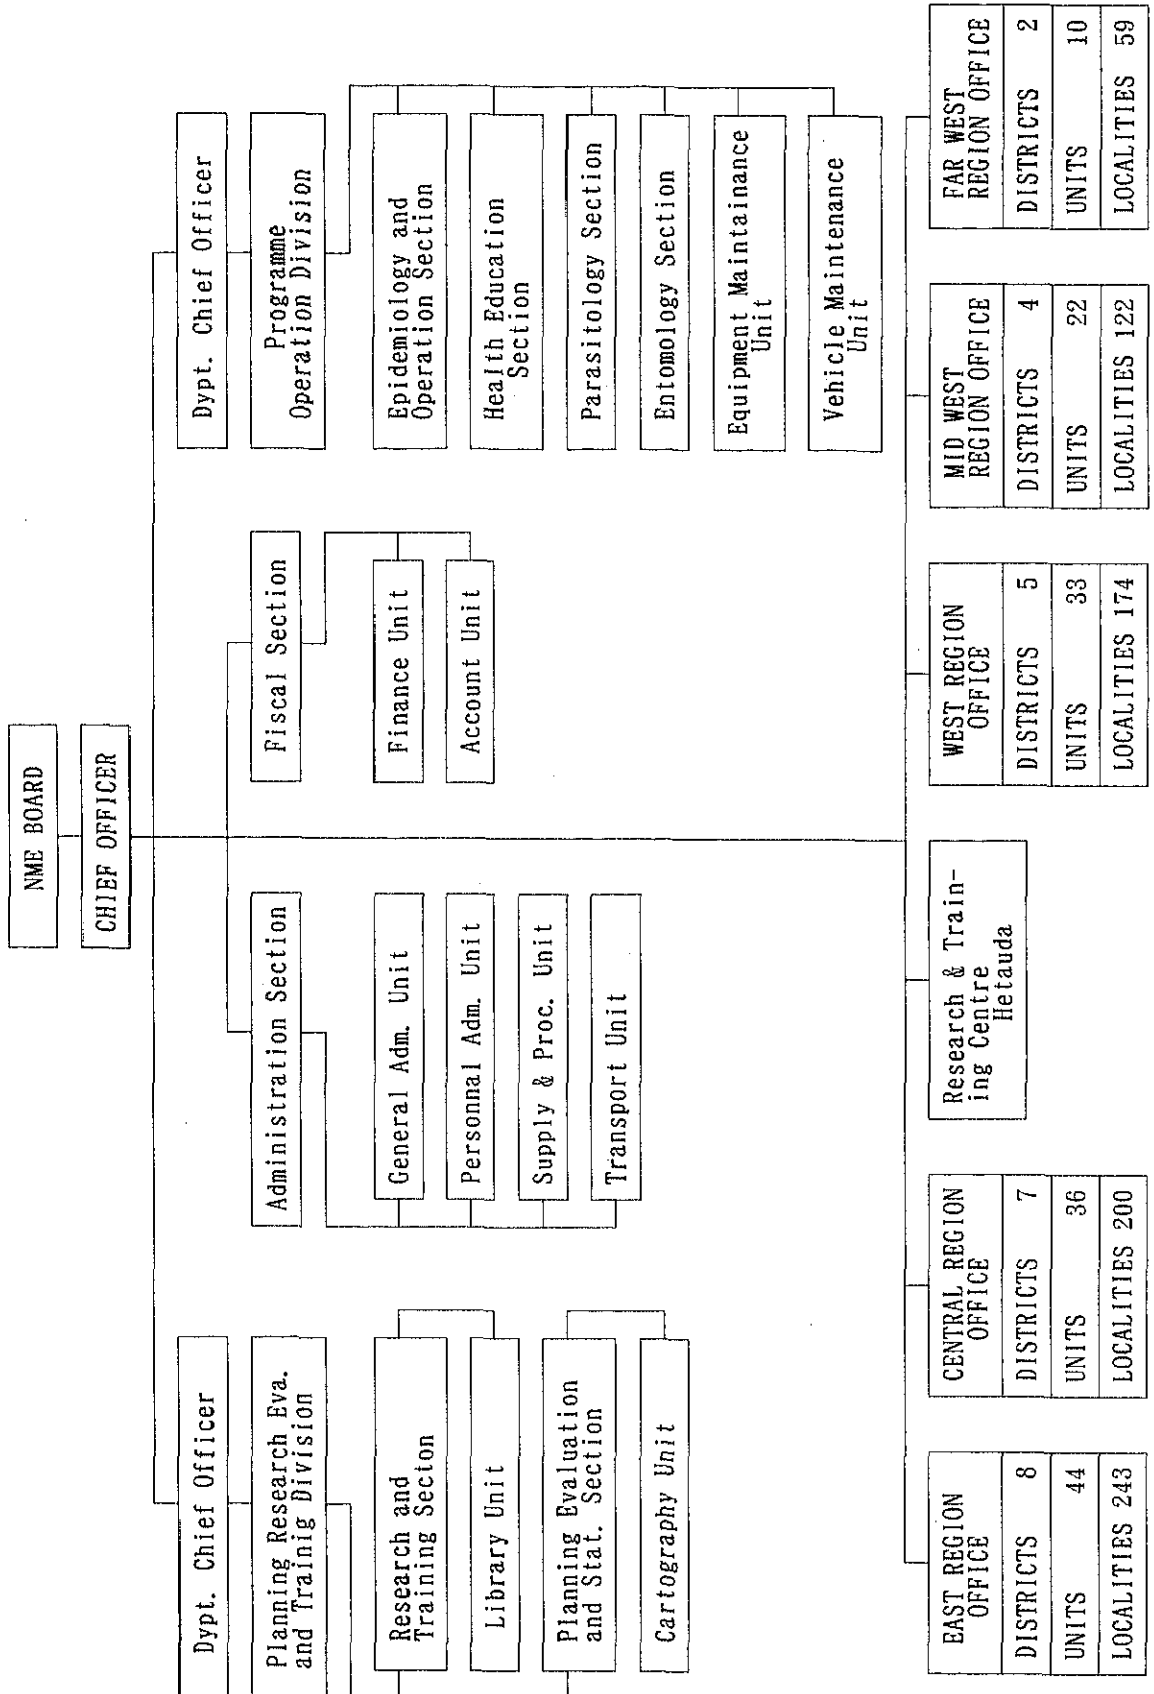 NME BOARD
CHIEF OFFICER
Dypt. Chief Officer
Planning Research Eva.
and Trainig Division
Research and
Training Secton
Library Unit
Planning Evaluation
and Stat. Section
Cartography Unit
Administration Section
General Adm. Unit
Personnal Adm. Unit
Supply & Proc. Unit
Transport Unit
Fiscal Section
Finance Unit
Account Unit
Dypt. Chief Officer
Programme
Operation Division
Epidemiology and
Operation Section
Health Education
Section
Parasitology Section
Entomology Section
Equipment Maintainance
Unit
Vehicle Maintenance
Unit
EAST REGION
OFFICE
DISTRICTS 8
UNITS 44
LOCALITIES 243
CENTRAL REGION
OFFICE
DISTRICTS 7
UNITS 36
LOCALITIES 200
Research & Train-
ing Centre
Hetauda
WEST REGION
OFFICE
DISTRICTS 5
UNITS 33
LOCALITIES 174
MID WEST
REGION OFFICE
DISTRICTS 4
UNITS 22
LOCALITIES 122
FAR WEST
REGION OFFICE
DISTRICTS 2
UNITS 10
LOCALITIES 59